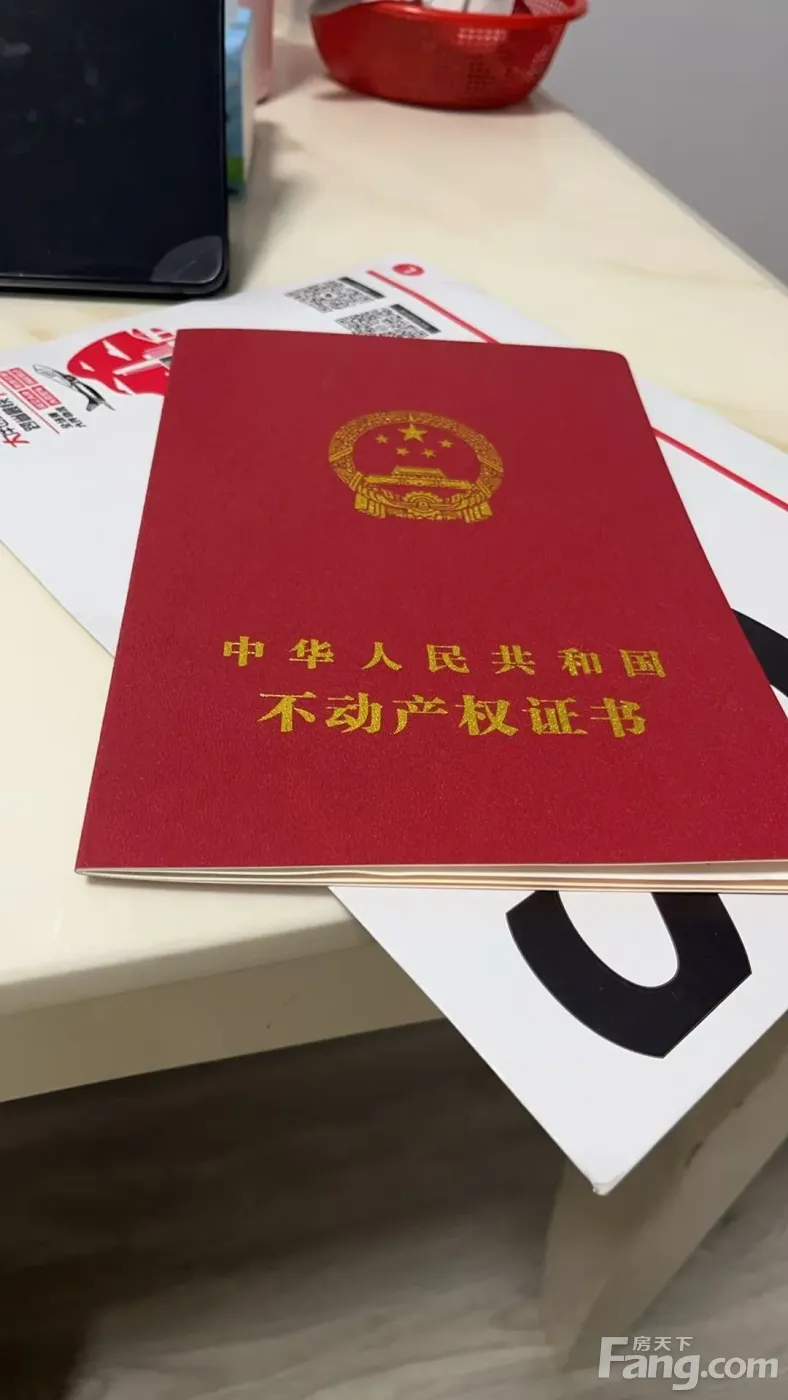 中华人民共和国
不动产权证书
房天下
Fang.com